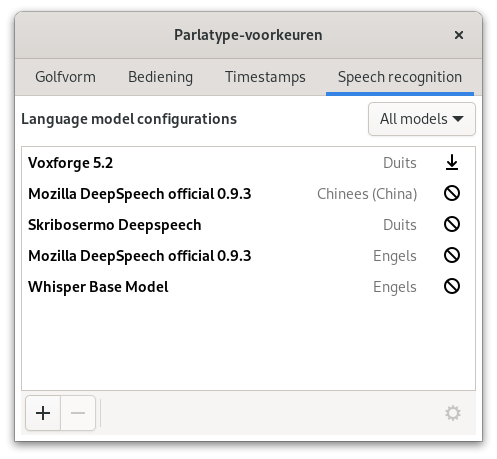 Parlatype-voorkeuren
Golfvorm Bediening Timestamps Speech recognition
Language model configurations All models
Voxforge 5.2 Duits
Mozilla DeepSpeech official 0.9.3 Chinees (China)
Skribosermo Deepspeech Duits
Mozilla DeepSpeech official 0.9.3 Engels
Whisper Base Model Engels